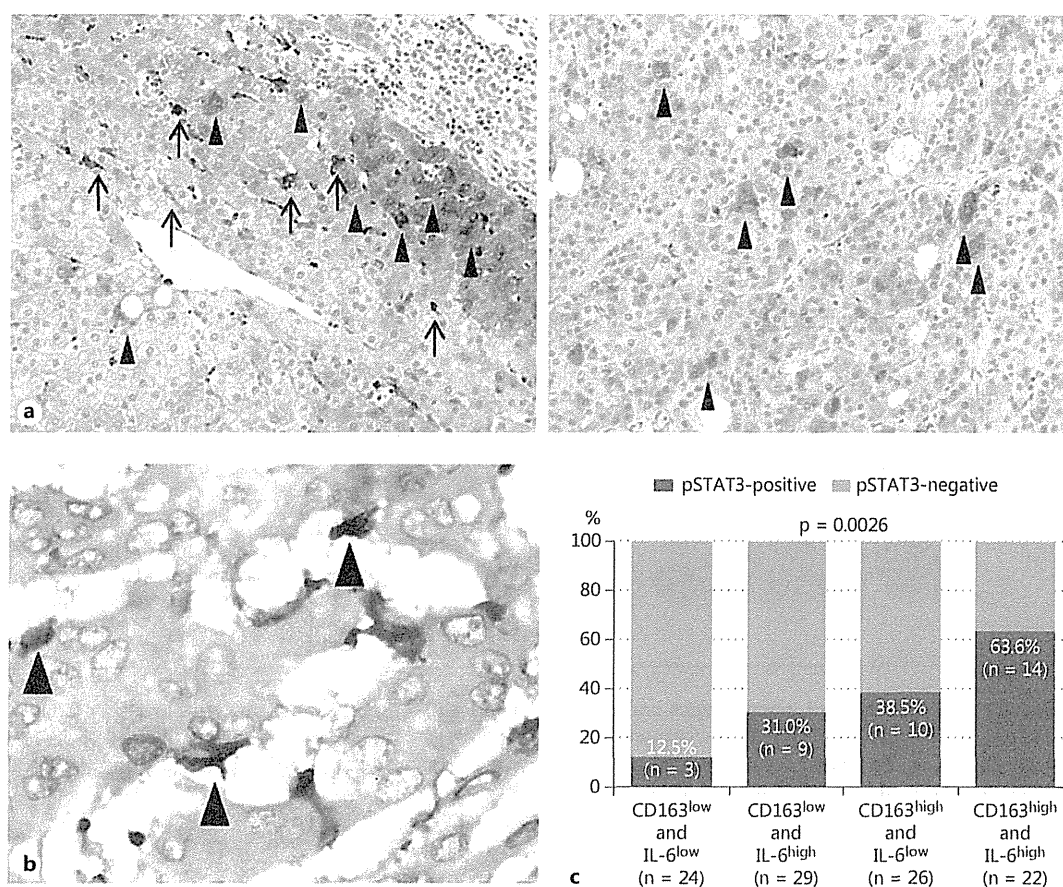 a
b
pSTAT3-positive pSTAT3-negative
%
p = 0.0026
100
80
60
40
20
0
12.5%
(n = 3)
31.0%
(n = 9)
38.5%
(n = 10)
63.6%
(n = 14)
CD163low
and
IL-6low
(n = 24)
CD163low
and
IL-6high
(n = 29)
CD163high
and
IL-6low
(n = 26)
CD163high
and
IL-6high
(n = 22)
c